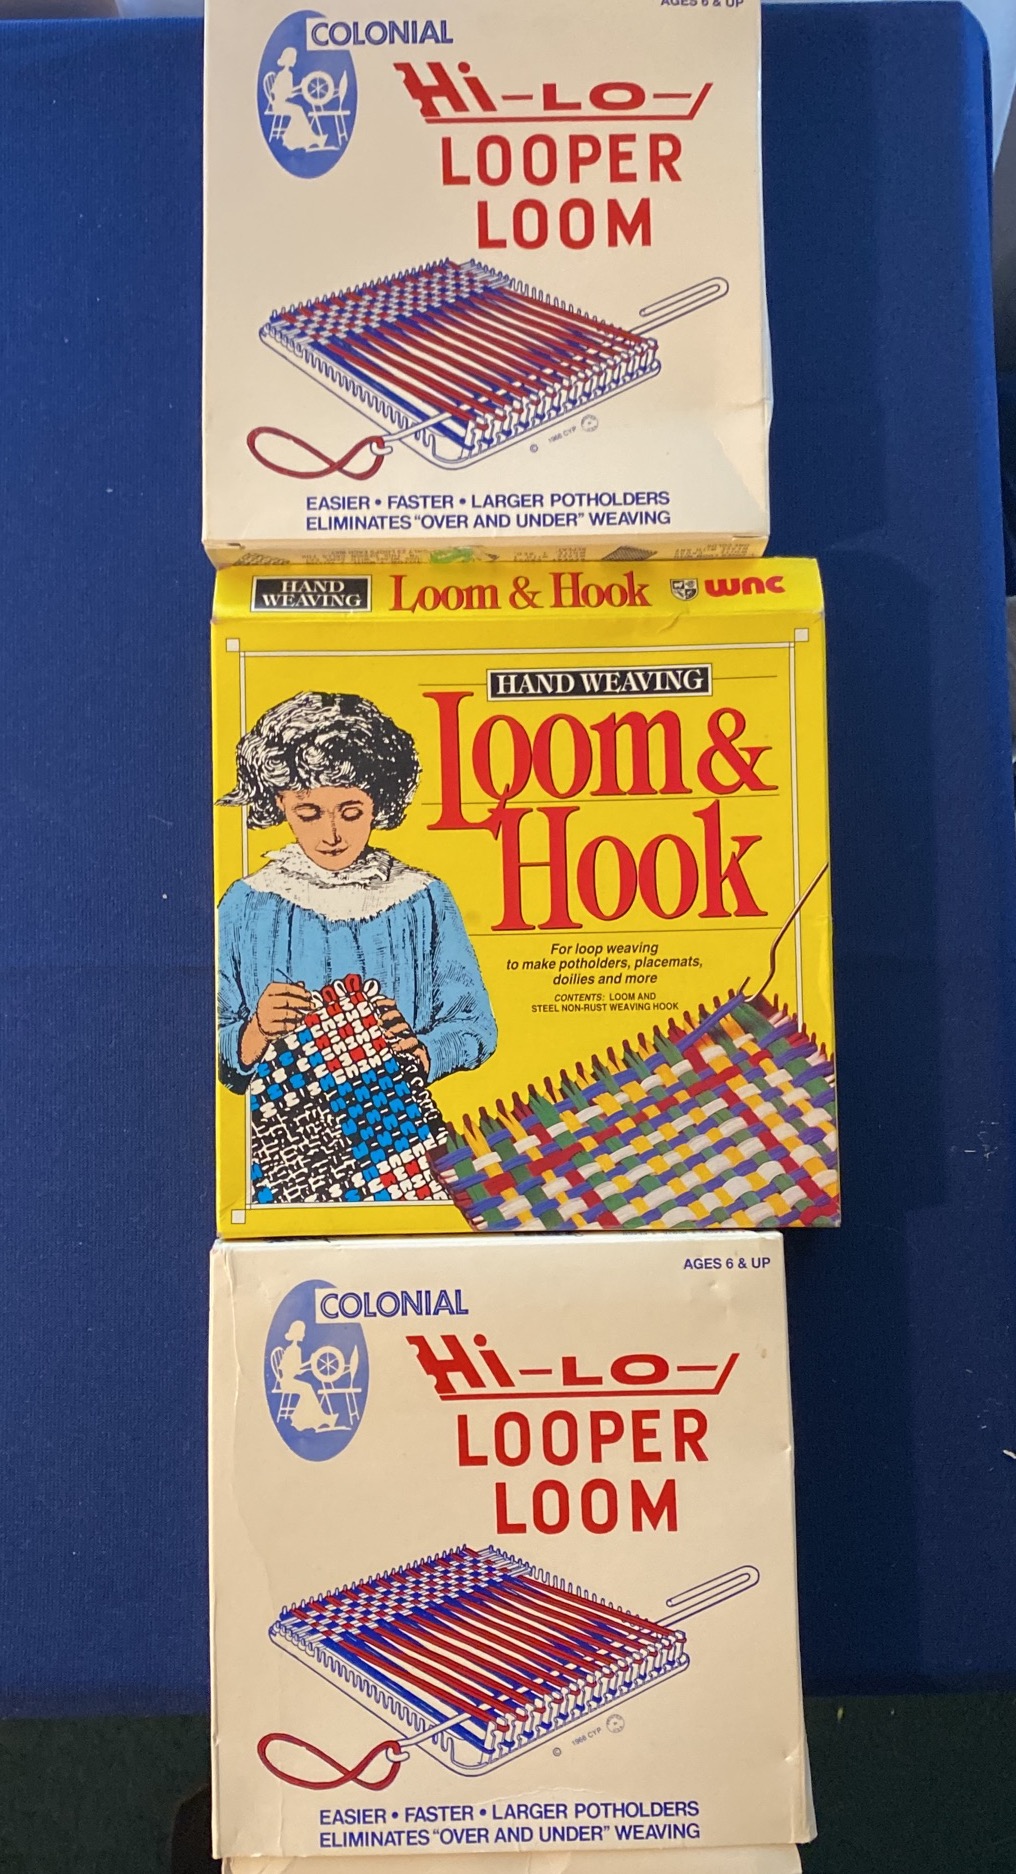 AGES 6 & UP
COLONIAL
Hi-LO-
LOOPER
LOOM
© 1966 CYP
EASIER • FASTER • LARGER POTHOLDERS
ELIMINATES "OVER AND UNDER" WEAVING
HAND
WEAVING
Loom & Hook
wnc
HAND WEAVING
Loom &
Hook
For loop weaving
to make potholders, placemats,
doilies and more
CONTENTS: LOOM AND
STEEL NON-RUST WEAVING HOOK
AGES 6 & UP
COLONIAL
Hi-LO-
LOOPER
LOOM
© 1966 CYP
EASIER • FASTER • LARGER POTHOLDERS
ELIMINATES "OVER AND UNDER" WEAVING